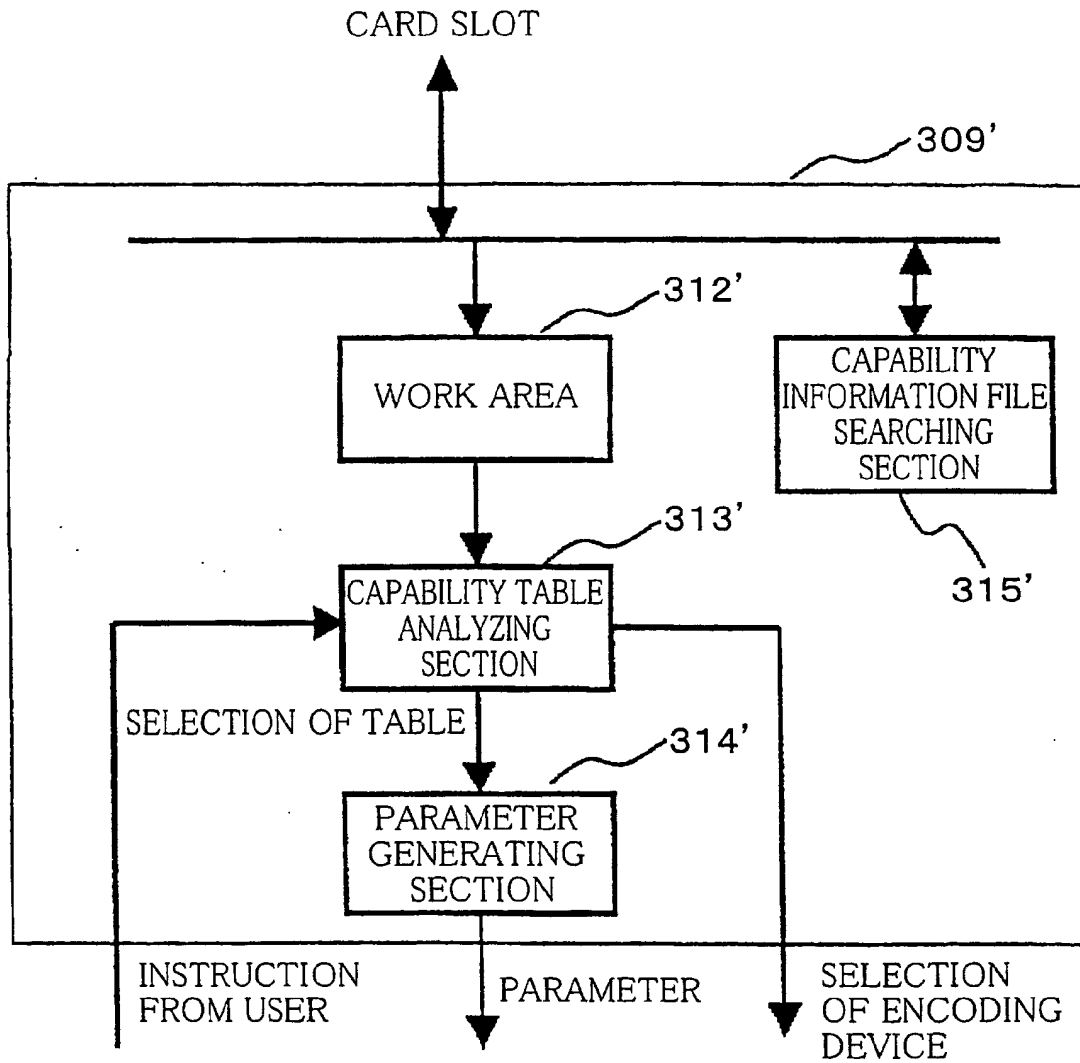 CARD SLOT
309'
312'
WORK AREA
CAPABILITY
INFORMATION FILE
SEARCHING
SECTION
315'
313'
CAPABILITY TABLE
ANALYZING
SECTION
SELECTION OF TABLE
314'
PARAMETER
GENERATING
SECTION
INSTRUCTION
FROM USER
PARAMETER
SELECTION
OF ENCODING
DEVICE